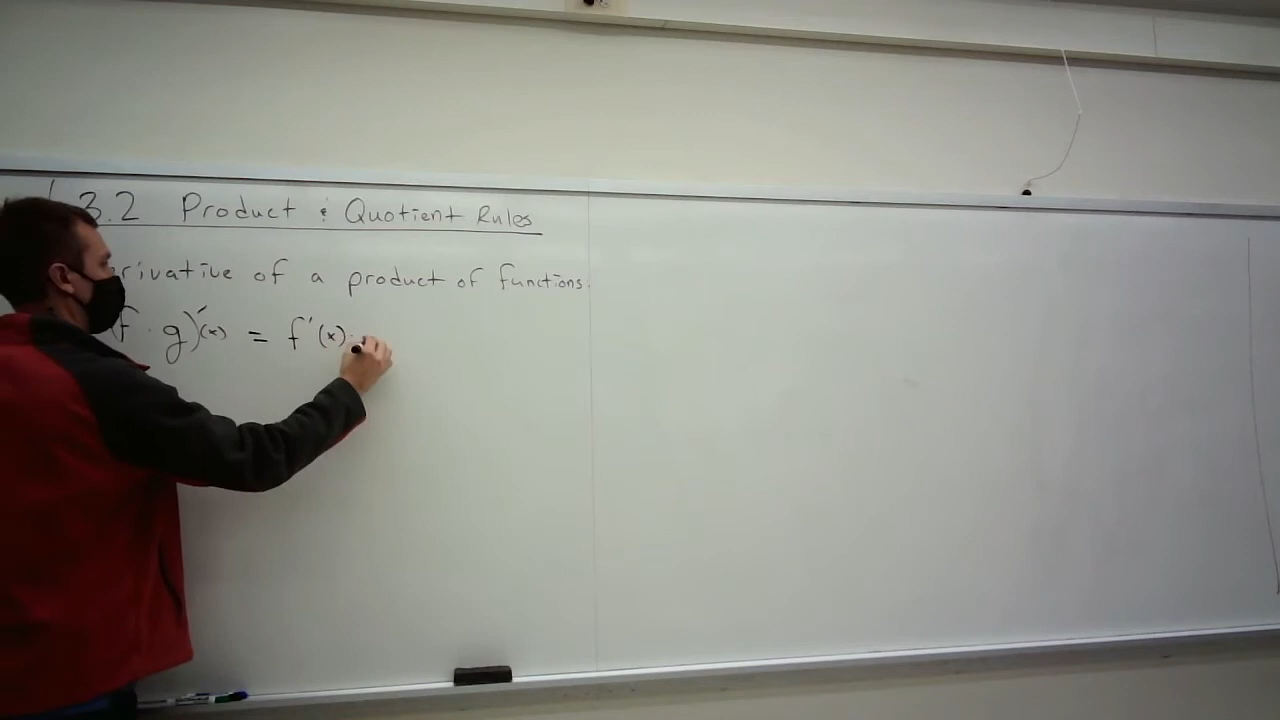 3.2 Product & Quotient Rules
rivative of a product of functions.
(f · g)'(x) = f'(x) ·